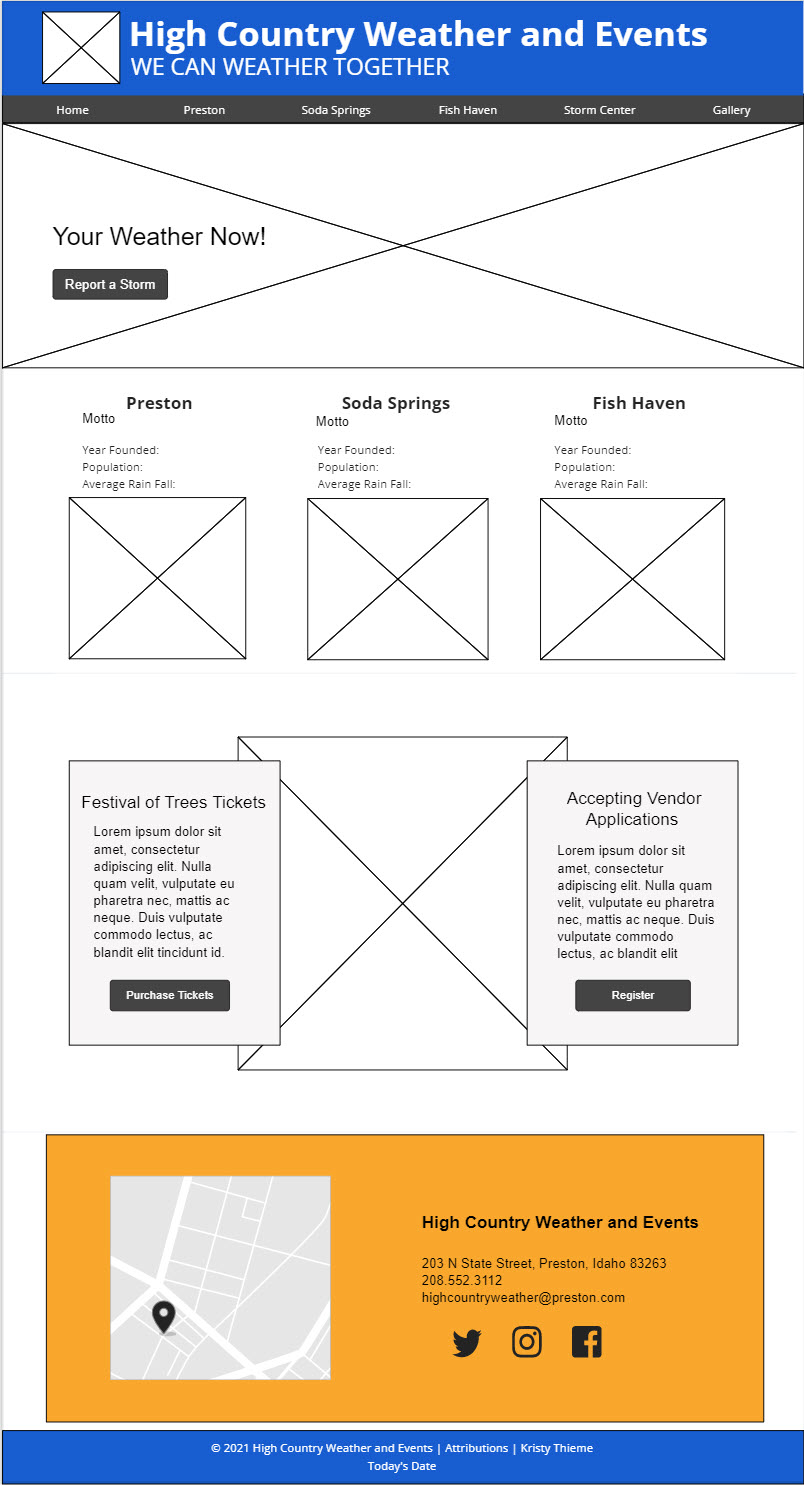 High Country Weather and Events
WE CAN WEATHER TOGETHER
Home Preston Soda Springs Fish Haven Storm Center Gallery
Your Weather Now!
Report a Storm
Preston
Motto
Year Founded:
Population:
Average Rain Fall:
Soda Springs
Motto
Year Founded:
Population:
Average Rain Fall:
Fish Haven
Motto
Year Founded:
Population:
Average Rain Fall:
Festival of Trees Tickets
Lorem ipsum dolor sit
amet, consectetur
adipiscing elit. Nulla
quam velit, vulputate eu
pharetra nec, mattis ac
neque. Duis vulputate
commodo lectus, ac
blandit elit tincidunt id.
Purchase Tickets
Accepting Vendor
Applications
Lorem ipsum dolor sit
amet, consectetur
adipiscing elit. Nulla quam
velit, vulputate eu pharetra
nec, mattis ac neque. Duis
vulputate commodo
lectus, ac blandit elit
Register
High Country Weather and Events
203 N State Street, Preston, Idaho 83263
208.552.3112
highcountryweather@preston.com
© 2021 High Country Weather and Events | Attributions | Kristy Thieme
Today's Date